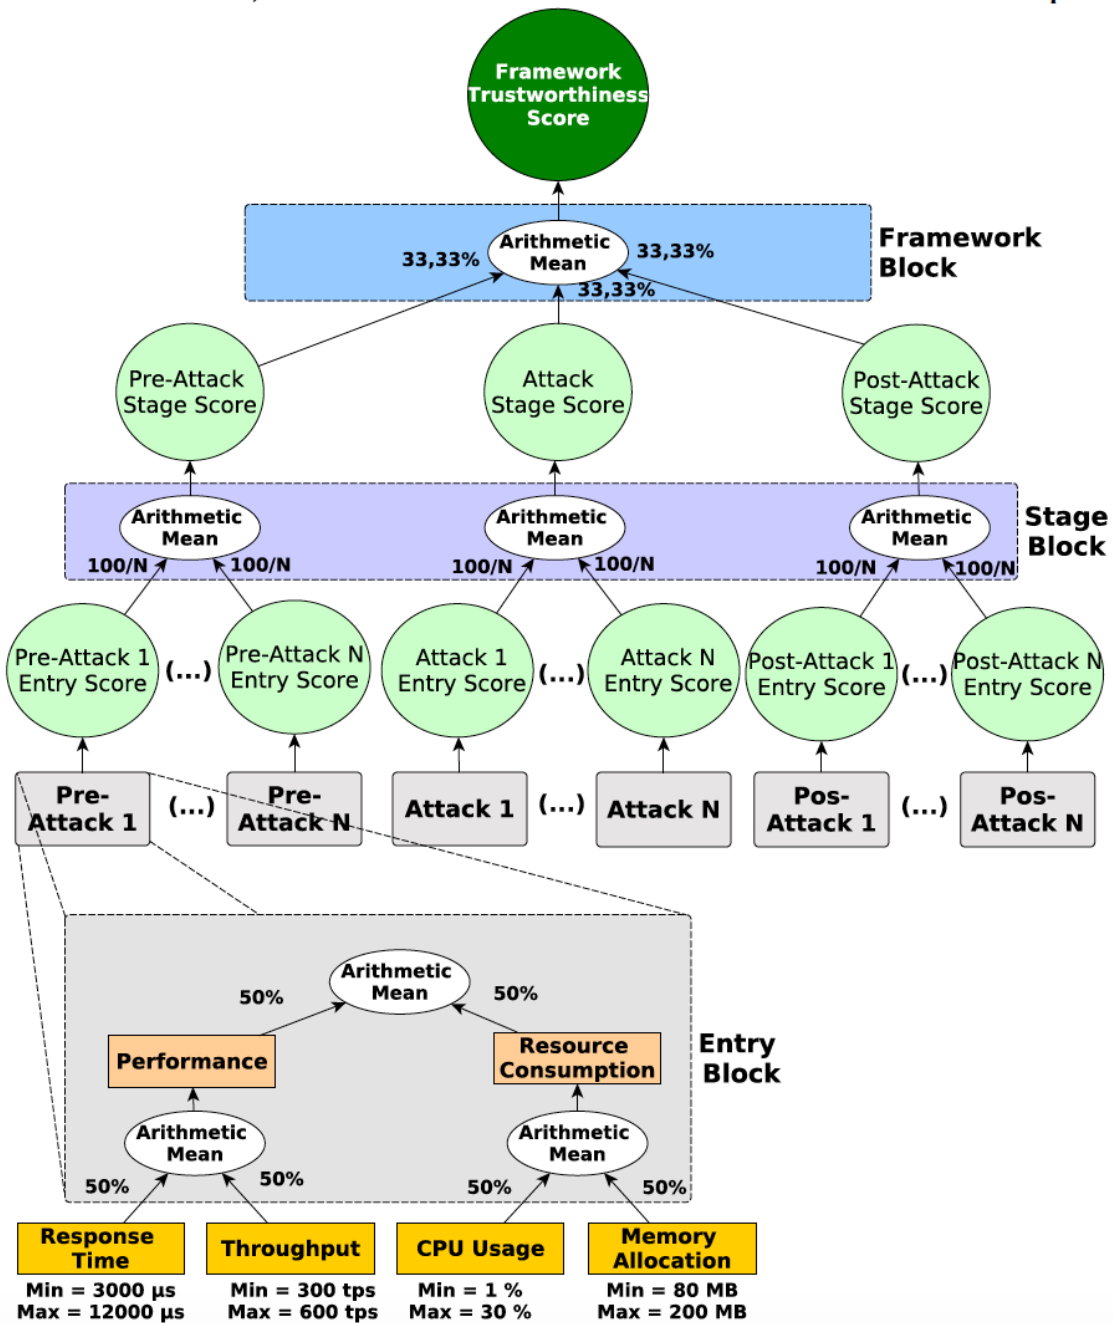 Framework
Trustworthiness
Score
Arithmetic
Mean
33,33%
33,33%
33,33%
Framework
Block
Pre-Attack
Stage Score
Attack
Stage Score
Post-Attack
Stage Score
Arithmetic
Mean
Arithmetic
Mean
Arithmetic
Mean
Stage
Block
100/N
100/N
100/N
100/N
100/N
100/N
Pre-Attack 1
Entry Score
(...)
Pre-Attack N
Entry Score
Attack 1
Entry Score
(...)
Attack N
Entry Score
Post-Attack 1
Entry Score
(...)
Post-Attack N
Entry Score
Pre-
Attack 1
(...)
Pre-
Attack N
Attack 1
(...)
Attack N
Pos-
Attack 1
(...)
Pos-
Attack N
Arithmetic
Mean
50%
50%
Performance
Resource
Consumption
Entry
Block
Arithmetic
Mean
Arithmetic
Mean
50%
50%
50%
50%
Response
Time
Throughput
CPU Usage
Memory
Allocation
Min = 3000 µs
Max = 12000 µs
Min = 300 tps
Max = 600 tps
Min = 1 %
Max = 30 %
Min = 80 MB
Max = 200 MB